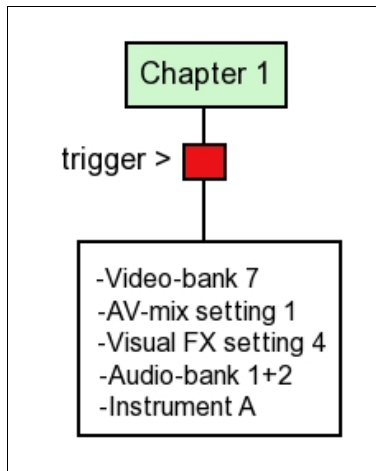 Chapter 1
trigger >
-Video-bank 7
-AV-mix setting 1
-Visual FX setting 4
-Audio-bank 1+2
-Instrument A